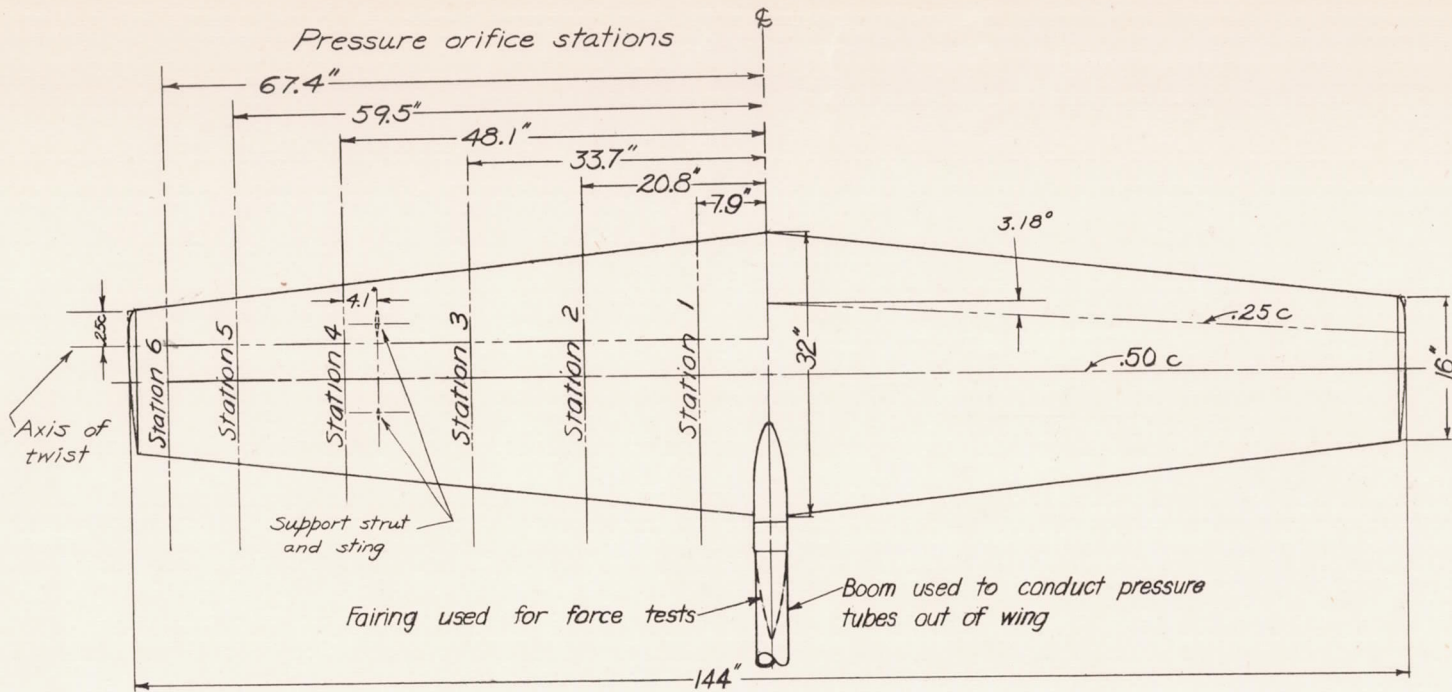 ℄
Pressure orifice stations
67.4"
59.5"
48.1"
33.7"
20.8"
7.9"
3.18°
4.1"
.25c
.25 c
Station 6
Station 5
Station 4
Station 3
Station 2
Station 1
32"
.50 c
16"
Axis of
twist
Support strut
and sting
Fairing used for force tests
Boom used to conduct pressure
tubes out of wing
144"